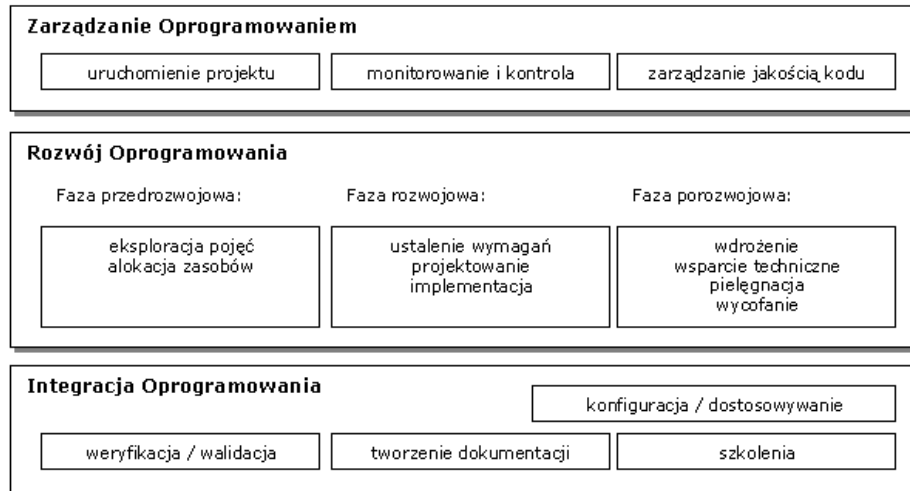 Zarządzanie Oprogramowaniem
uruchomienie projektu
monitorowanie i kontrola
zarządzanie jakością kodu
Rozwój Oprogramowania
Faza przedrozwojowa:
Faza rozwojowa:
Faza porozwojowa:
eksploracja pojęć
alokacja zasobów
ustalenie wymagań
projektowanie
implementacja
wdrożenie
wsparcie techniczne
pielęgnacja
wycofanie
Integracja Oprogramowania
konfiguracja / dostosowywanie
weryfikacja / walidacja
tworzenie dokumentacji
szkolenia